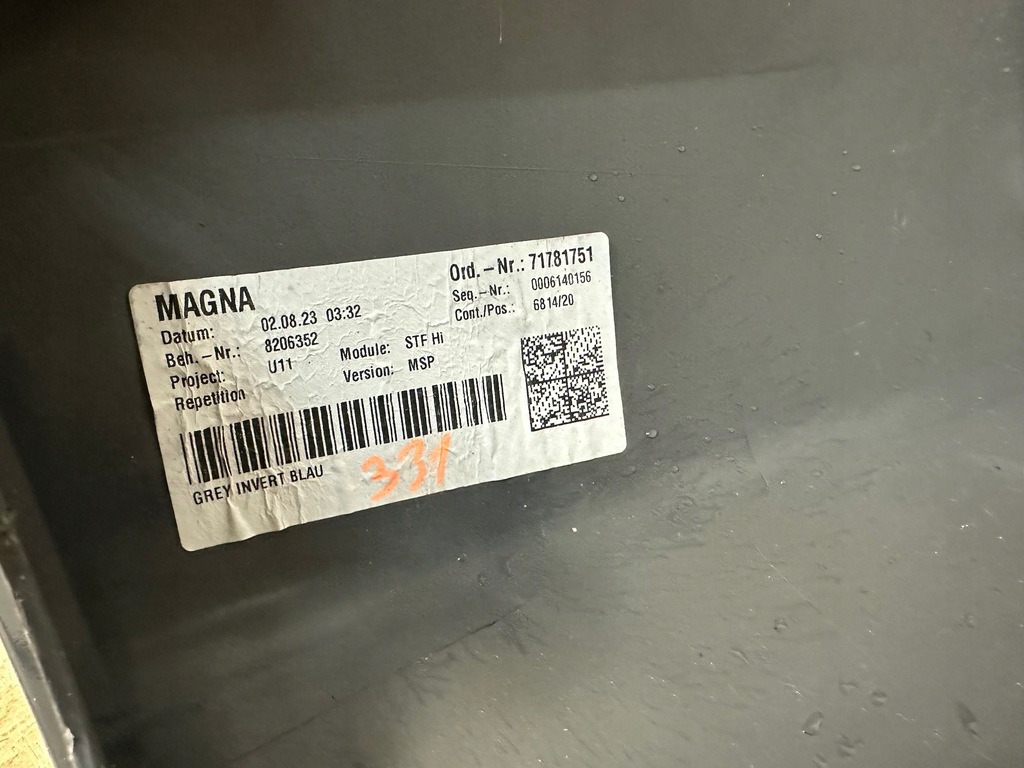 MAGNA
Datum: 02.08.23 03:32
Beh.-Nr.: 8206352
Project: U11
Repetition
Module: STF Hi
Version: MSP
Ord.-Nr.: 71781751
Seq.-Nr.: 0006140156
Cont./Pos.: 6814/20
GREY INVERT BLAU